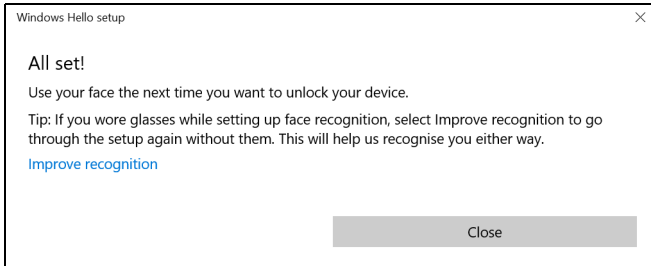 Windows Hello setup
All set!
Use your face the next time you want to unlock your device.
Tip: If you wore glasses while setting up face recognition, select Improve recognition to go
through the setup again without them. This will help us recognise you either way.
Improve recognition
Close